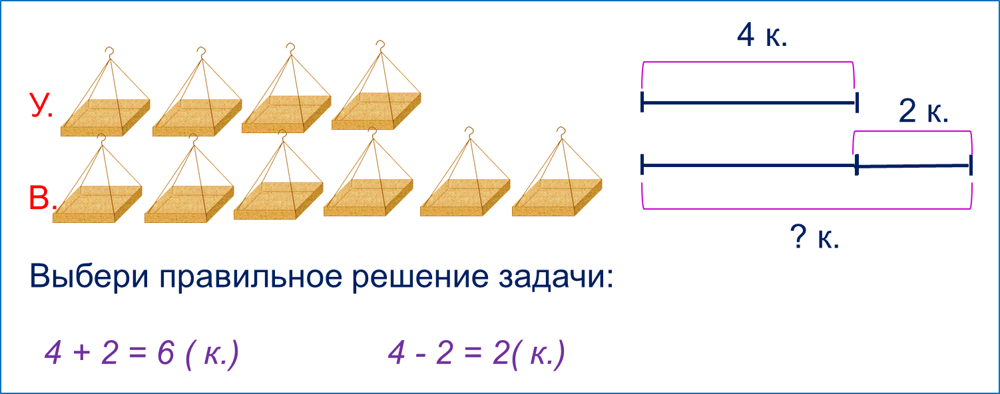 4 к.
У.
2 к.
В.
? к.
Выбери правильное решение задачи:
4 + 2 = 6 ( к.)
4 - 2 = 2( к.)